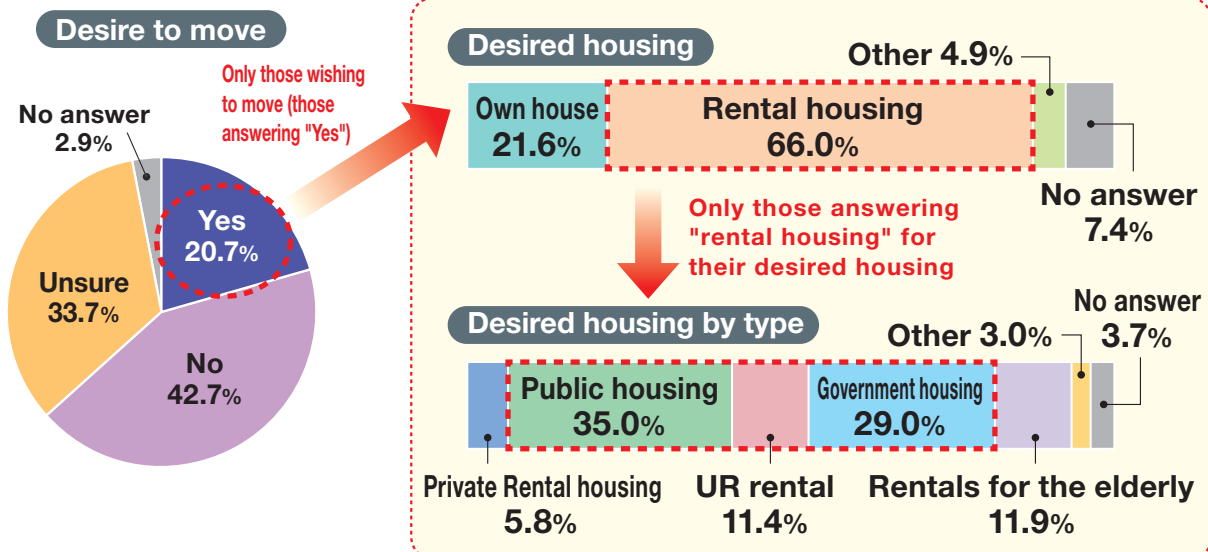 Desire to move
Only those wishing
to move (those
answering "Yes")
No answer
2.9%
Yes
20.7%
Unsure
33.7%
No
42.7%
Desired housing
Other 4.9%
Own house
21.6%
Rental housing
66.0%
No answer
7.4%
Only those answering
"rental housing" for
their desired housing
Desired housing by type
No answer
3.7%
Other 3.0%
Public housing
35.0%
Government housing
29.0%
Private Rental housing
5.8%
UR rental
11.4%
Rentals for the elderly
11.9%